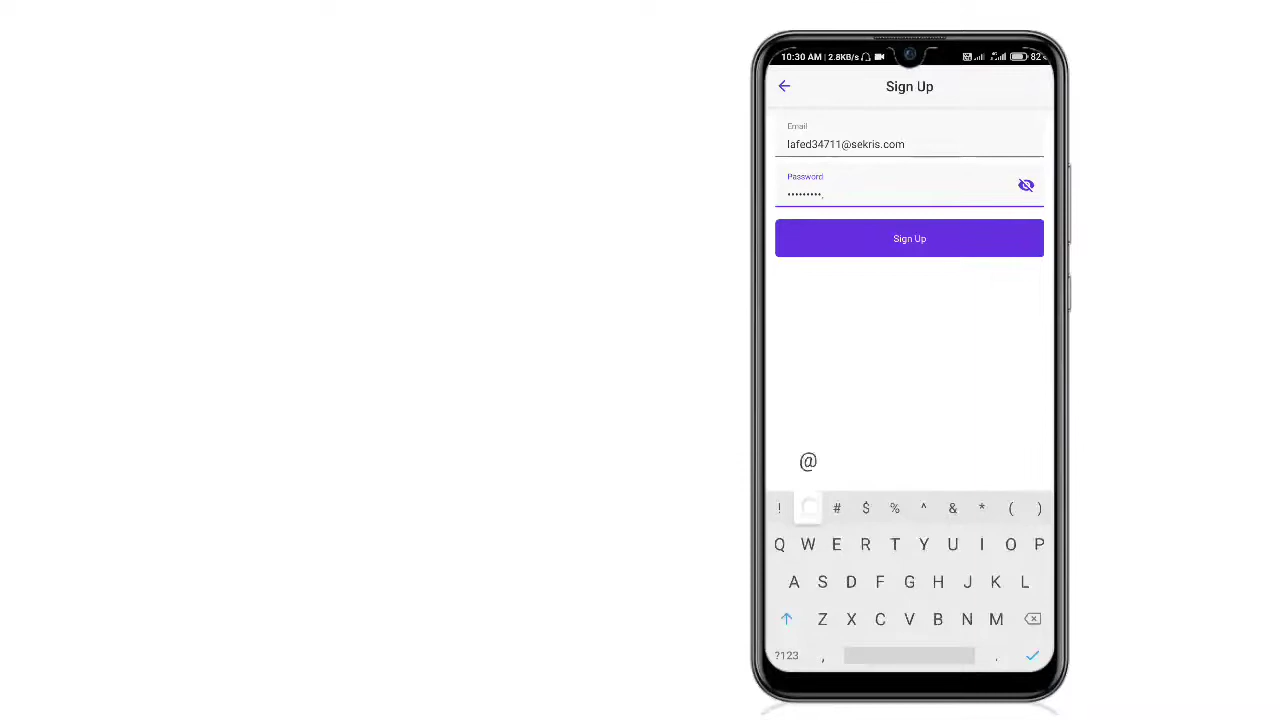 10:30 AM | 2.8KB/s 82
Sign Up
Email
lafed34711@sekris.com
Password
•••••••••.
Sign Up
@
! # $ % ^ & * ( )
Q W E R T Y U I O P
A S D F G H J K L
Z X C V B N M
?123 , .